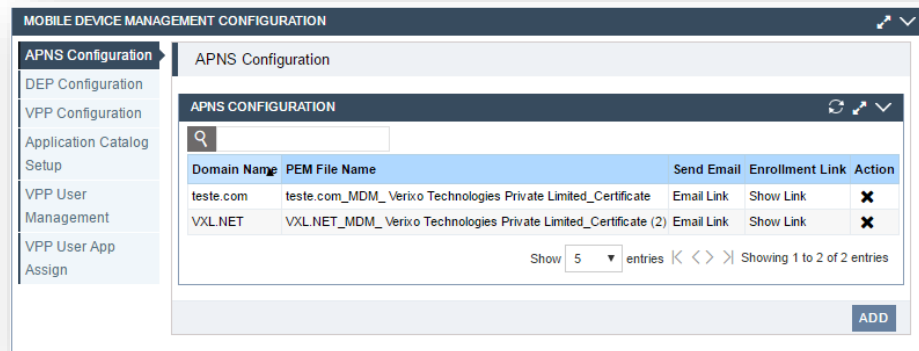 MOBILE DEVICE MANAGEMENT CONFIGURATION
APNS Configuration
DEP Configuration
VPP Configuration
Application Catalog
Setup
VPP User
Management
VPP User App
Assign
APNS Configuration
APNS CONFIGURATION
Domain Name PEM File Name Send Email Enrollment Link Action
teste.com teste.com_MDM_ Verixo Technologies Private Limited_Certificate Email Link Show Link
VXL.NET VXL.NET_MDM_ Verixo Technologies Private Limited_Certificate (2) Email Link Show Link
Show 5 entries Showing 1 to 2 of 2 entries
ADD